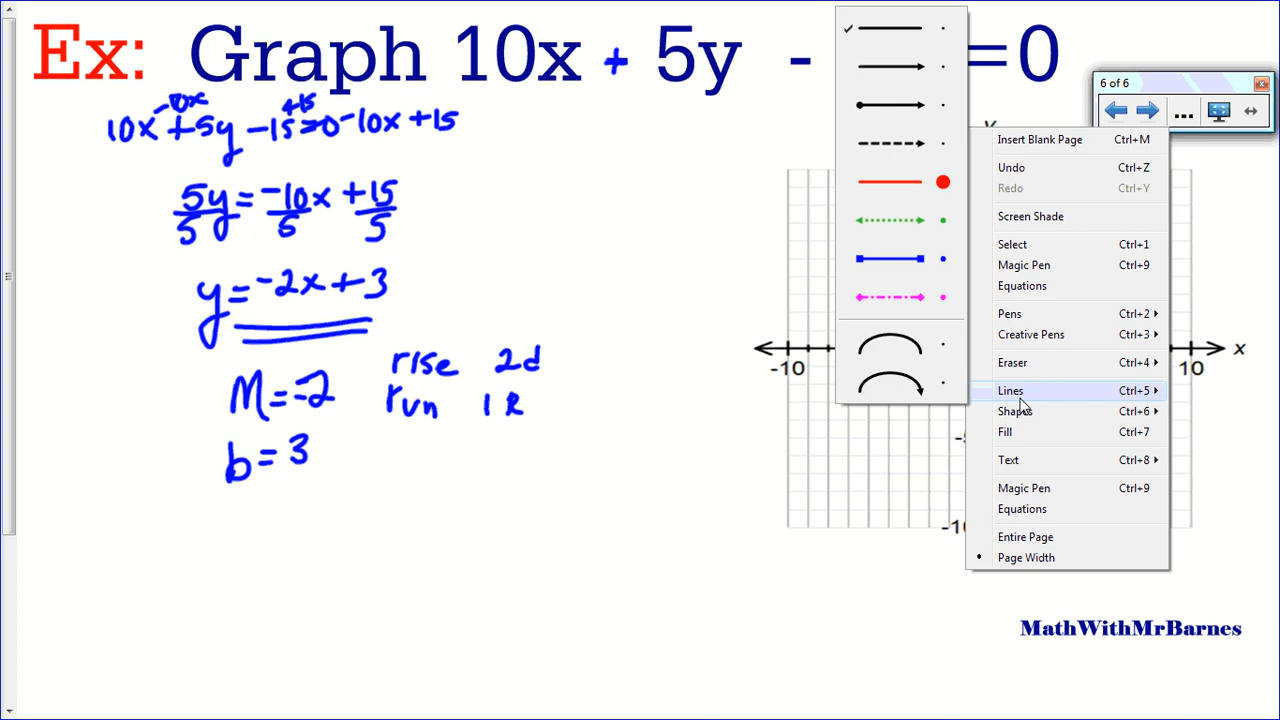 Ex: Graph 10x + 5y - =0
-10x +15
10x +5y -15=0 -10x +15
5y = -10x +15
5 5 5
y = -2x + 3
M = -2 rise 2d
run 1 R
b = 3
6 of 6
...
Insert Blank Page Ctrl+M
Undo Ctrl+Z
Redo Ctrl+Y
Screen Shade
Select Ctrl+1
Magic Pen Ctrl+9
Equations
Pens Ctrl+2
Creative Pens Ctrl+3
Eraser Ctrl+4
Lines Ctrl+5
Shapes Ctrl+6
Fill Ctrl+7
Text Ctrl+8
Magic Pen Ctrl+9
Equations
Entire Page
Page Width
-10 10 x
MathWithMrBarnes